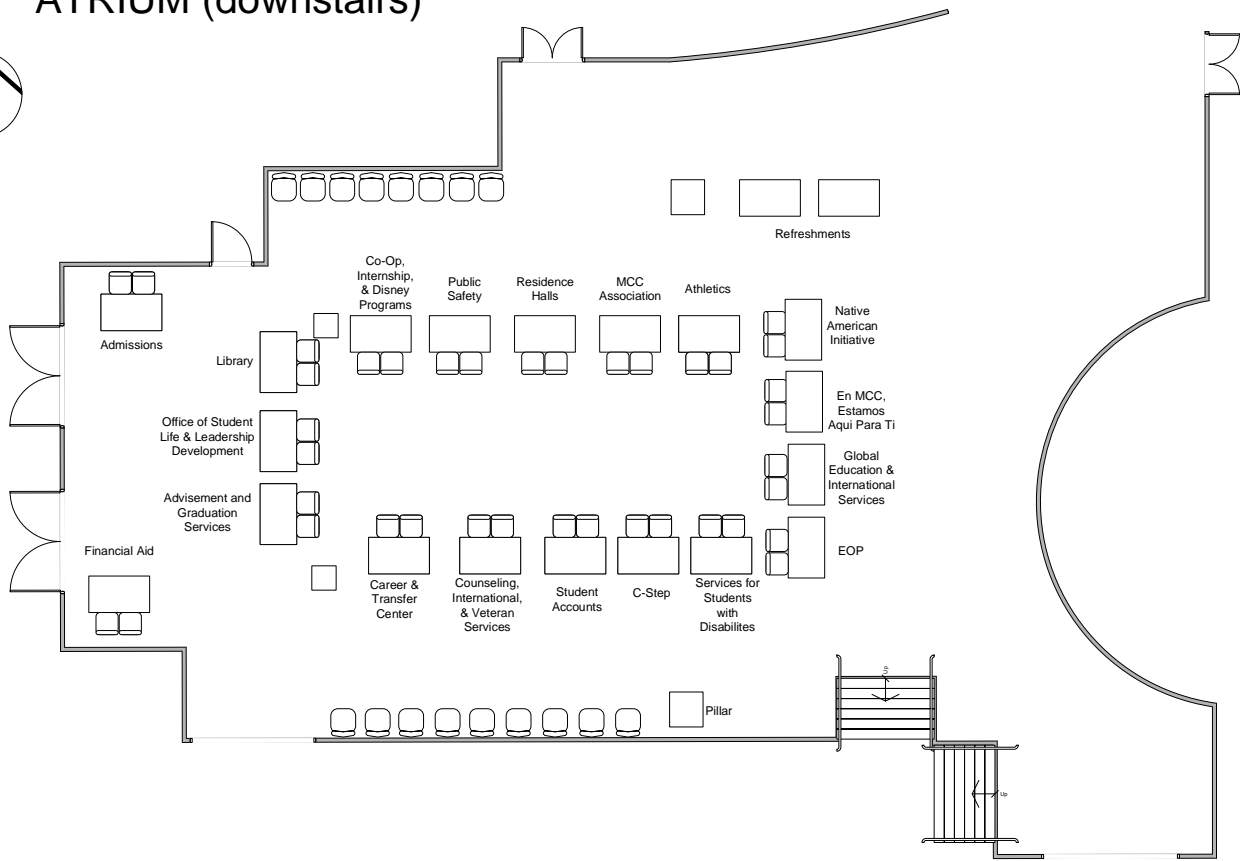 ATRIUM (downstairs)
Refreshments
Co-Op,
Internship,
& Disney
Programs
Public
Safety
Residence
Halls
MCC
Association
Athletics
Native
American
Initiative
Admissions
Library
En MCC,
Estamos
Aqui Para Ti
Office of Student
Life & Leadership
Development
Global
Education &
International
Services
Advisement and
Graduation
Services
Financial Aid
EOP
Career &
Transfer
Center
Counseling,
International,
& Veteran
Services
Student
Accounts
C-Step
Services for
Students
with
Disabilites
Up
Pillar
Up